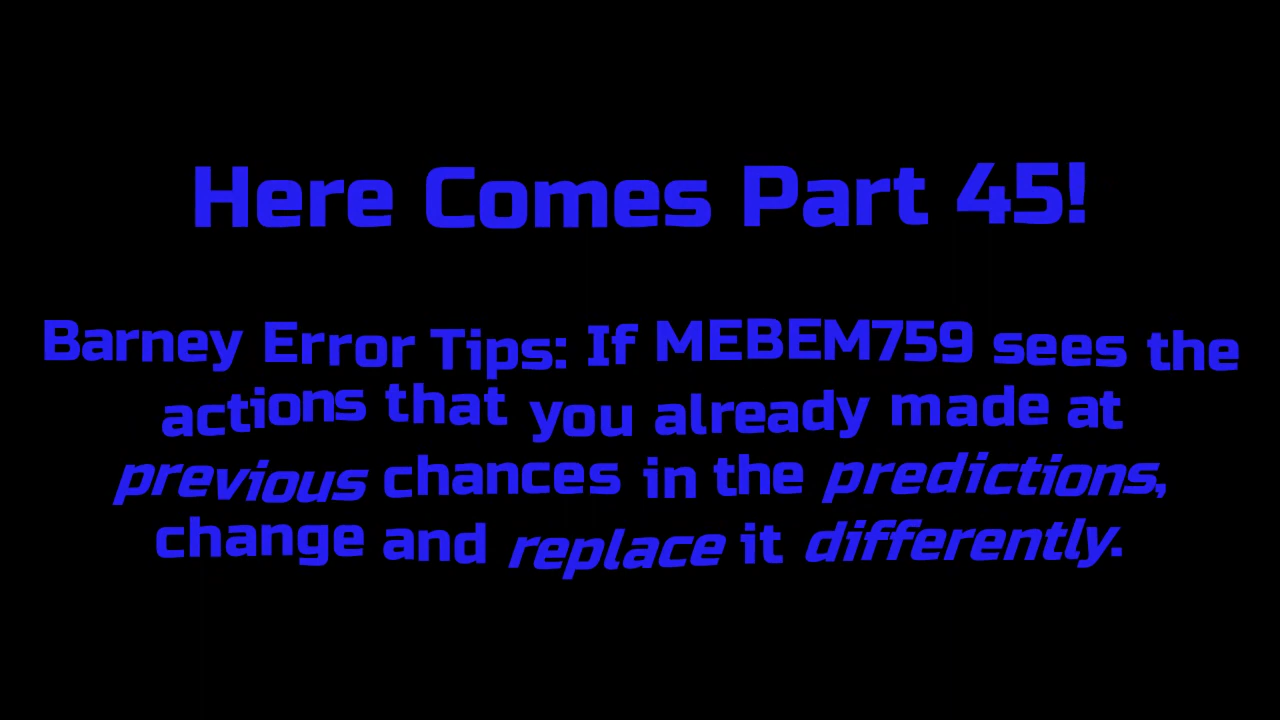 Here Comes Part 45!
Barney Error Tips: If MEBEM759 sees the
actions that you already made at
previous chances in the predictions,
change and replace it differently.